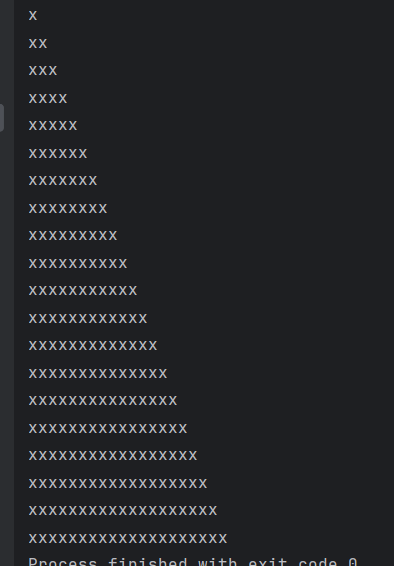 x
xx
xxx
xxxx
xxxxx
xxxxxx
xxxxxxx
xxxxxxxx
xxxxxxxxx
xxxxxxxxxx
xxxxxxxxxxx
xxxxxxxxxxxx
xxxxxxxxxxxxx
xxxxxxxxxxxxxx
xxxxxxxxxxxxxxx
xxxxxxxxxxxxxxxx
xxxxxxxxxxxxxxxxx
xxxxxxxxxxxxxxxxxx
xxxxxxxxxxxxxxxxxxx
xxxxxxxxxxxxxxxxxxxx
Process finished with exit code 0